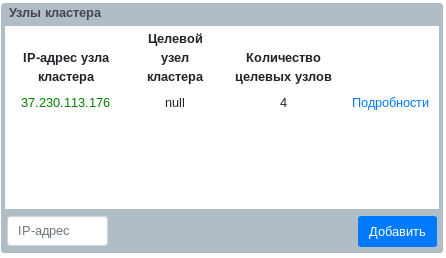 Узлы кластера
IP-адрес узла кластера
Целевой узел кластера
Количество целевых узлов
37.230.113.176 null 4 Подробности
IP-адрес Добавить